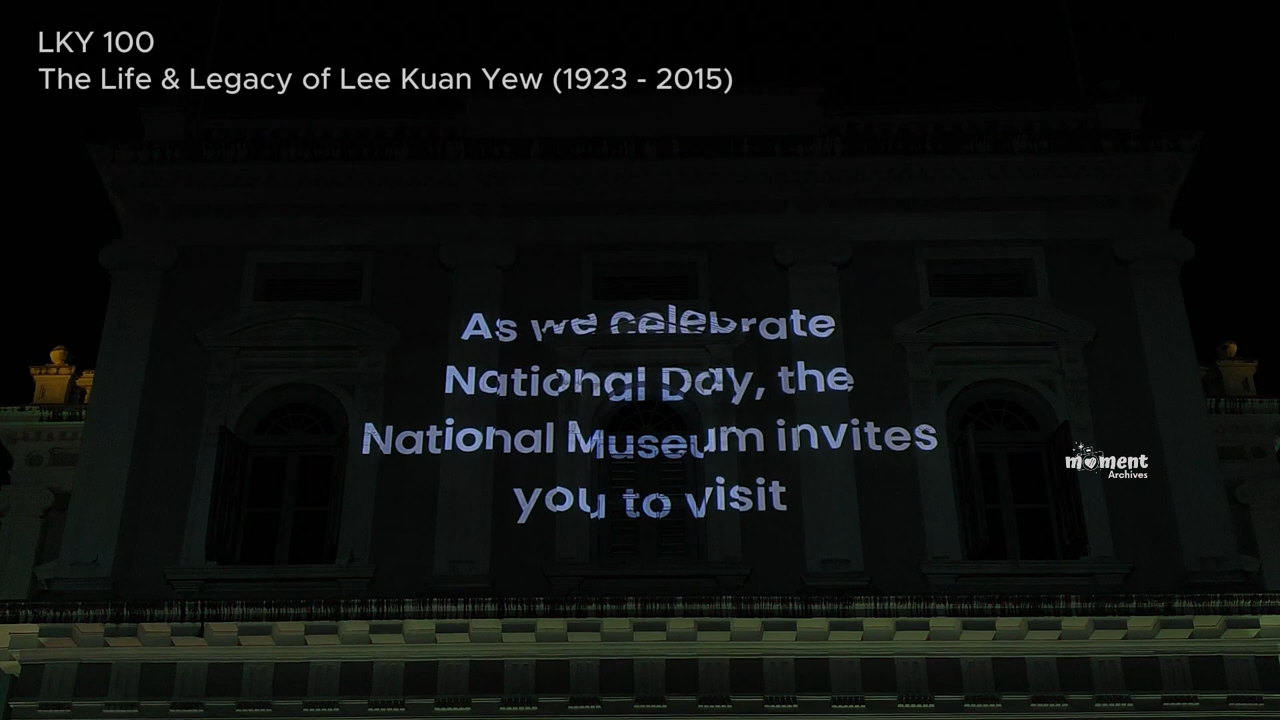 LKY 100
The Life & Legacy of Lee Kuan Yew (1923 - 2015)
As we celebrate
National Day, the
National Museum invites
you to visit
moment
Archives